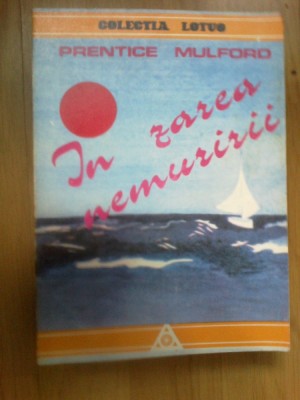 COLECTIA LOTUS
PRENTICE MULFORD
In zarea
nemuririi